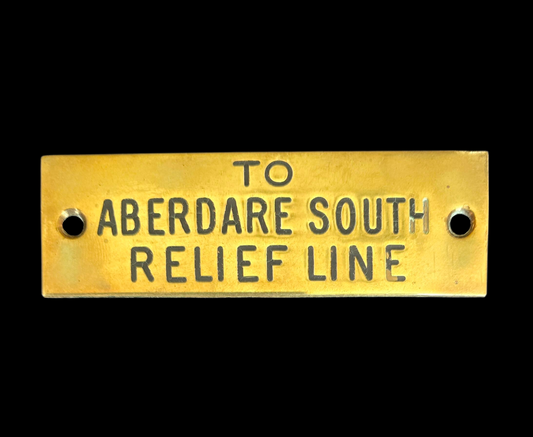 TO
ABERDARE SOUTH
RELIEF LINE